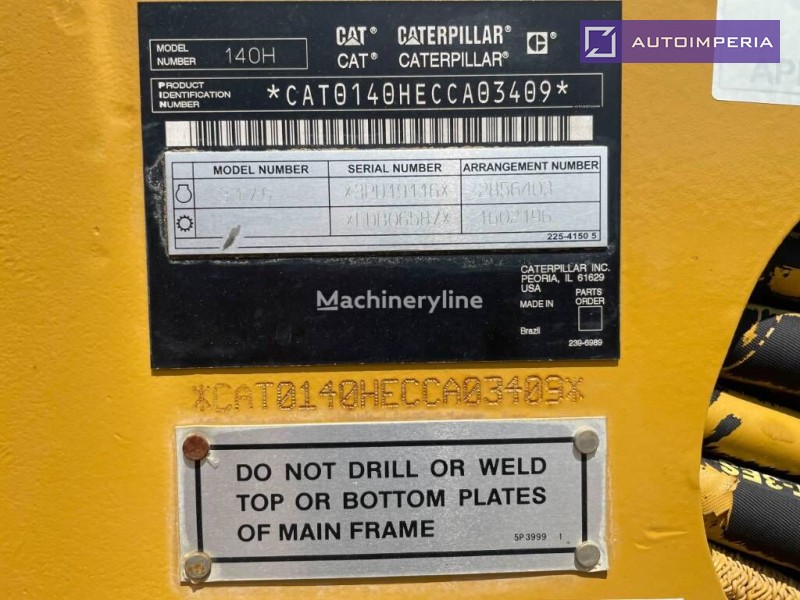 AUTOIMPERIA
CAT® CATERPILLAR® C®
CAT® CATERPILLAR®
MODEL NUMBER 140H
PRODUCT IDENTIFICATION NUMBER *CAT0140HECCA03409*
MODEL NUMBER SERIAL NUMBER ARRANGEMENT NUMBER
225-4150 5
CATERPILLAR INC.
PEORIA, IL 61629
USA
MADE IN PARTS ORDER
Brazil
239-6989
Machineryline
*CAT0140HECCA03409*
DO NOT DRILL OR WELD
TOP OR BOTTOM PLATES
OF MAIN FRAME
5P3999 1